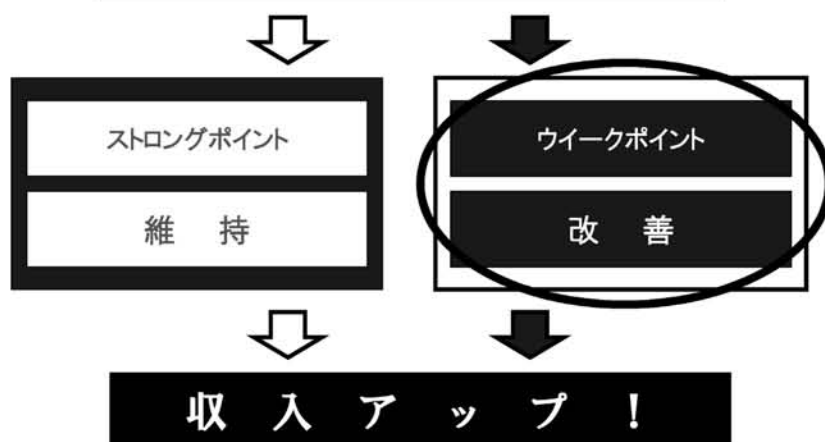 ストロングポイント
維 持
ウイークポイント
改 善
収 入 ア ッ プ ！